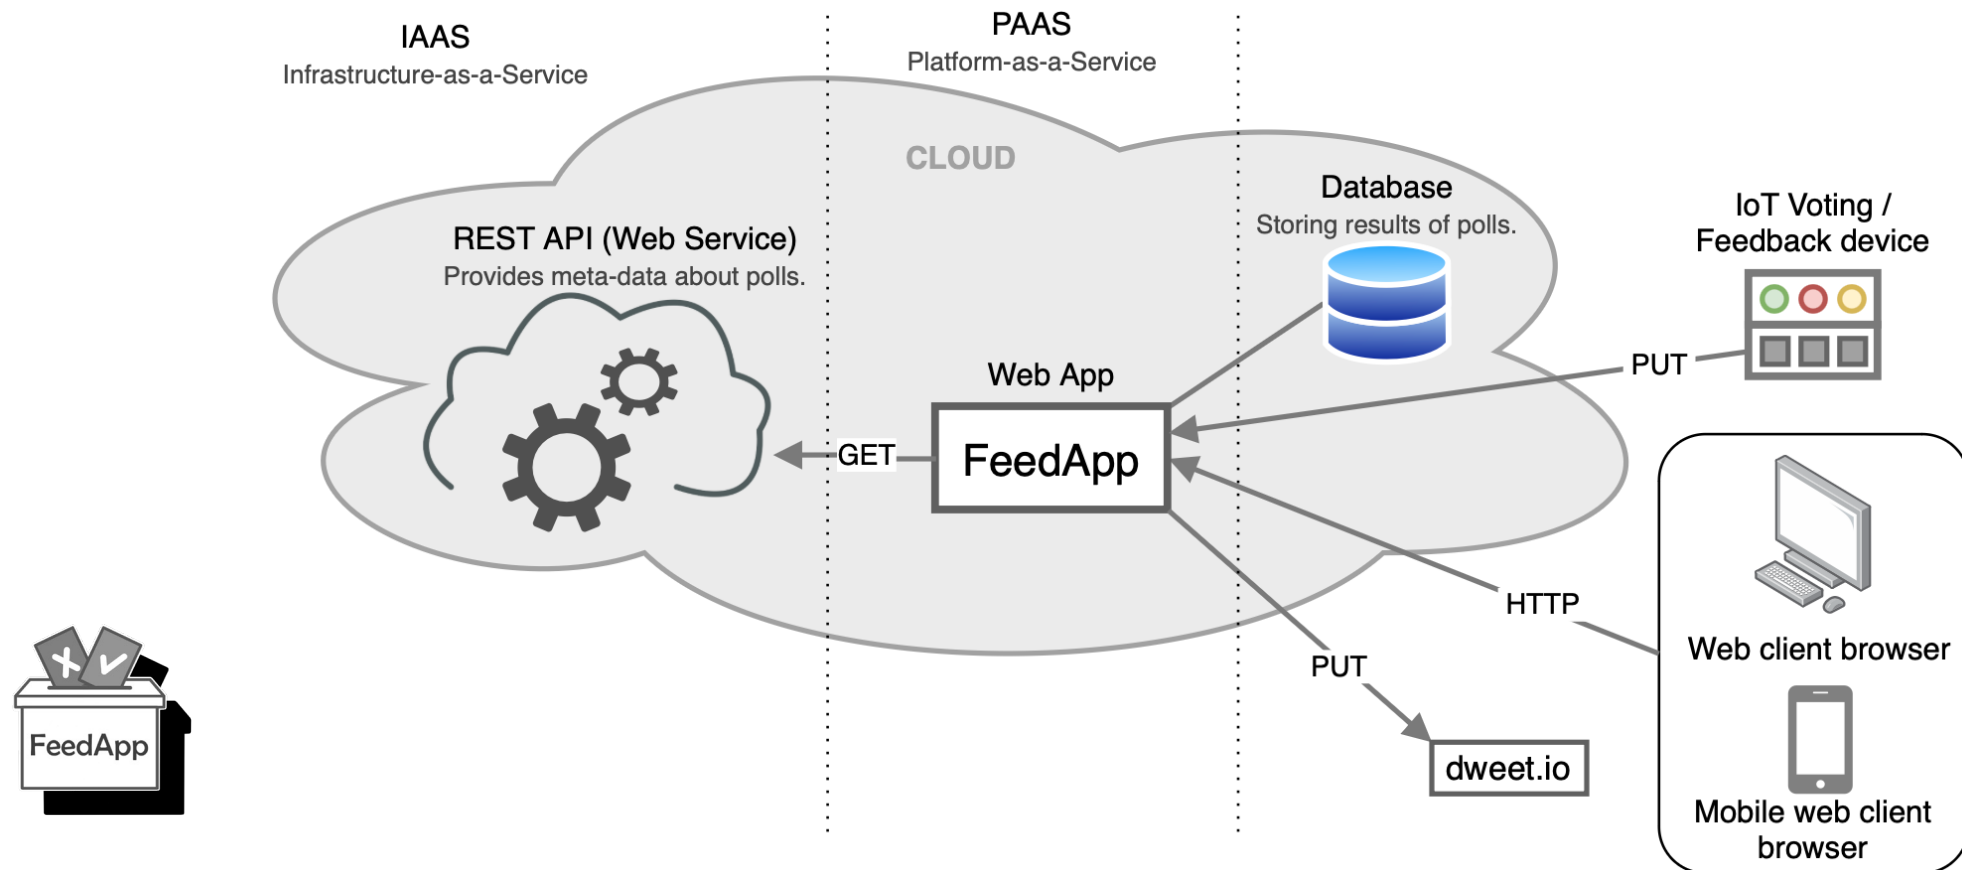 IAAS
Infrastructure-as-a-Service
PAAS
Platform-as-a-Service
CLOUD
REST API (Web Service)
Provides meta-data about polls.
Database
Storing results of polls.
IoT Voting /
Feedback device
PUT
Web App
FeedApp
GET
HTTP
PUT
dweet.io
Web client browser
Mobile web client
browser
FeedApp